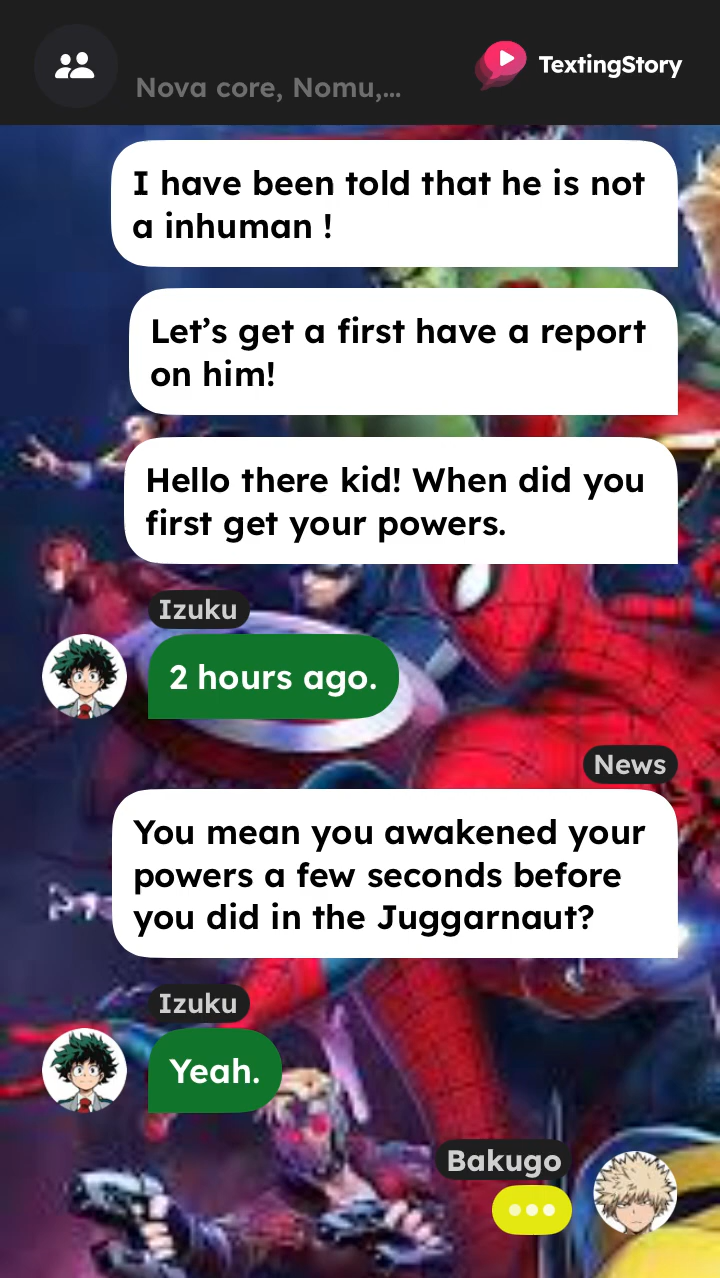 Nova core, Nomu,...
TextingStory
I have been told that he is not
a inhuman !
Let’s get a first have a report
on him!
Hello there kid! When did you
first get your powers.
Izuku
2 hours ago.
News
You mean you awakened your
powers a few seconds before
you did in the Juggarnaut?
Izuku
Yeah.
Bakugo